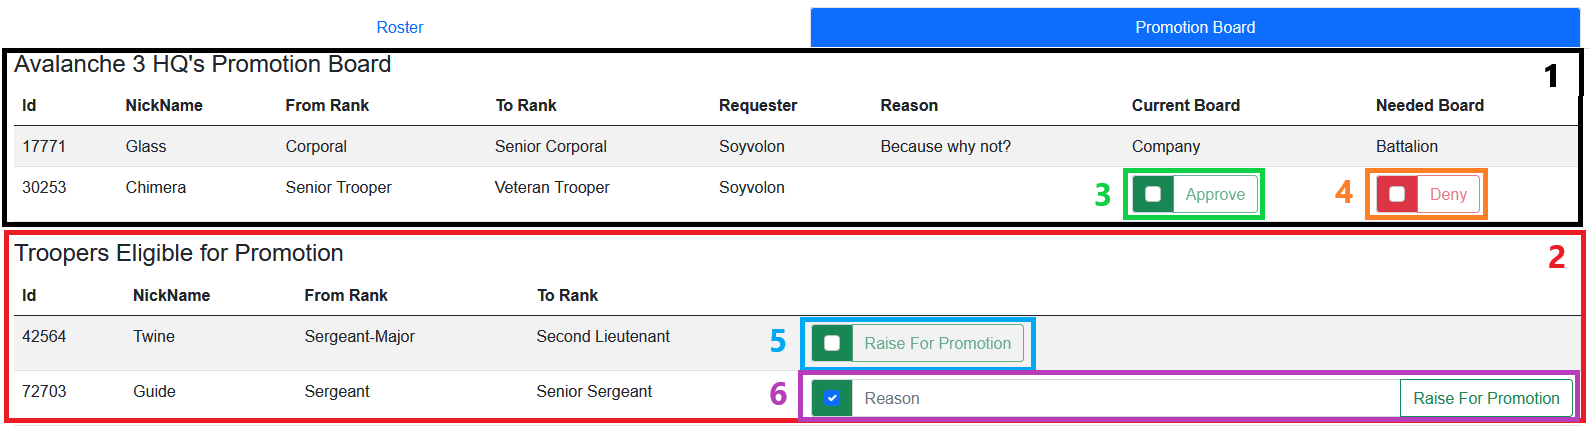 Roster Promotion Board
Avalanche 3 HQ's Promotion Board 1
Id NickName From Rank To Rank Requester Reason Current Board Needed Board
17771 Glass Corporal Senior Corporal Soyvolon Because why not? Company Battalion
30253 Chimera Senior Trooper Veteran Trooper Soyvolon 3 Approve 4 Deny
Troopers Eligible for Promotion 2
Id NickName From Rank To Rank
42564 Twine Sergeant-Major Second Lieutenant 5 Raise For Promotion
72703 Guide Sergeant Senior Sergeant 6 Reason Raise For Promotion